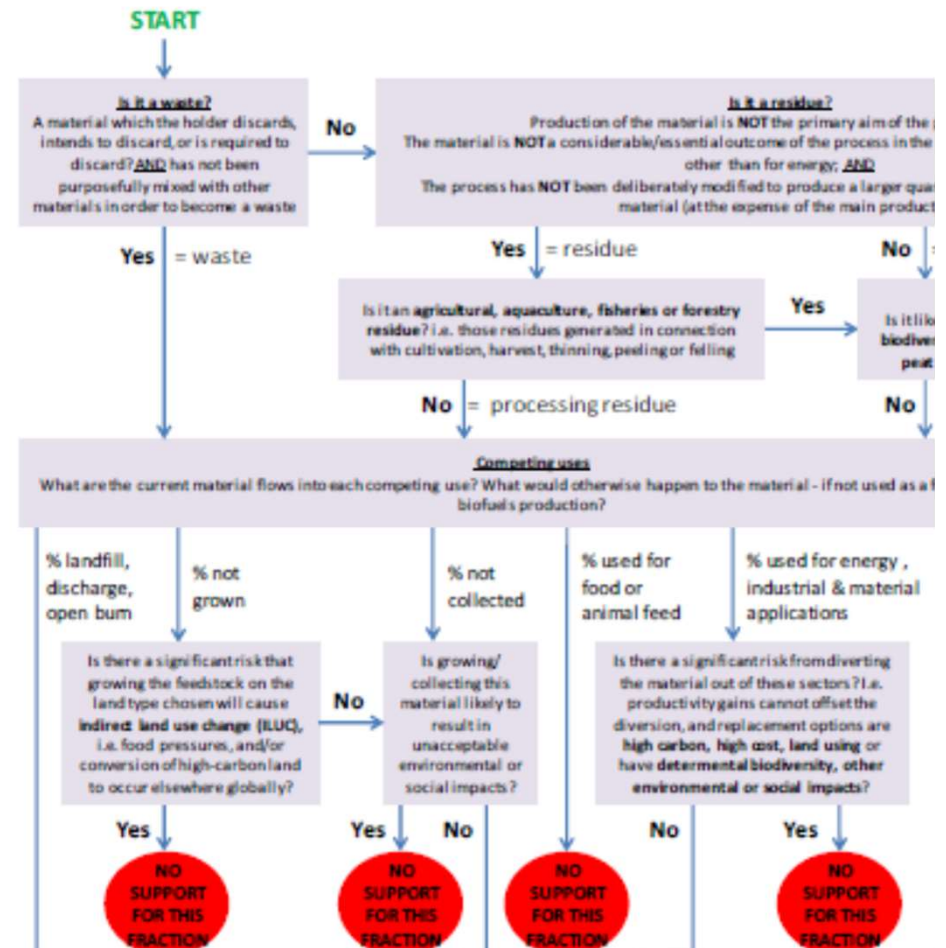 START
Is it a waste?
A material which the holder discards,
intends to discard, or is required to
discard? AND has not been
purposefully mixed with other
materials in order to become a waste
No
Is it a residue?
Production of the material is NOT the primary aim of the
The material is NOT a considerable/essential outcome of the process in the
other than for energy; AND
The process has NOT been deliberately modified to produce a larger
material (at the expense of the main
Yes = waste
Yes = residue
No =
Is it an agricultural, aquaculture, fisheries or forestry
residue? i.e. those residues generated in connection
with cultivation, harvest, thinning, peeling or felling
Yes
Is it
peat
No = processing residue
No
Competing uses
What are the current material flows into each competing use? What would otherwise happen to the material - if not used as a
biofuels production?
% landfill,
discharge,
open burn
% not
grown
% not
collected
% used for
food or
animal feed
% used for energy ,
industrial & material
applications
Is there a significant risk that
growing the feedstock on the
land type chosen will cause
indirect land use change (ILUC),
i.e. food pressures, and/or
conversion of high-carbon land
to occur elsewhere globally?
No
Is growing/
collecting this
material likely to
result in
unacceptable
environmental or
social impacts?
Is there a significant risk from diverting
the material out of these sectors? I.e.
productivity gains cannot offset the
diversion, and replacement options are
high carbon, high cost, land using or
have determental biodiversity, other
environmental or social impacts?
Yes
Yes
No
No
Yes
NO
SUPPORT
FOR THIS
FRACTION
NO
SUPPORT
FOR THIS
FRACTION
NO
SUPPORT
FOR THIS
FRACTION
NO
SUPPORT
FOR THIS
FRACTION